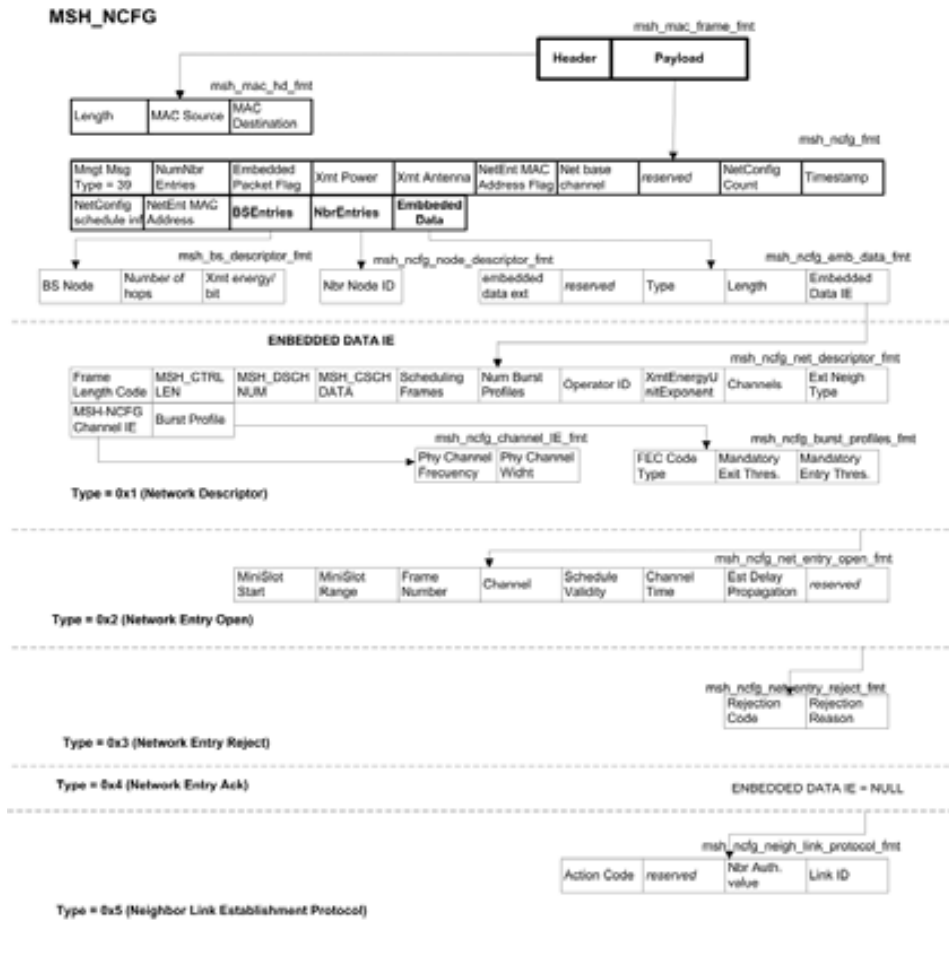 MSH_NCFG
msh_mac_frame_fmt
Header Payload
msh_mac_hd_fmt
Length MAC Source MAC Destination
msh_ncfg_fmt
Mngt Msg Type = 39 NumNbr Entries Embedded Packet Flag Xmt Power Xmt Antenna NetEnt MAC Address Flag Net base channel reserved NetConfig Count Timestamp
NetConfig schedule inf NetEnt MAC Address BSEntries NbrEntries Embbeded Data
msh_bs_descriptor_fmt msh_ncfg_node_descriptor_fmt msh_ncfg_emb_data_fmt
BS Node Number of hops Xmt energy/ bit Nbr Node ID embedded data ext reserved Type Length Embedded Data IE
ENBEDDED DATA IE
msh_ncfg_net_descriptor_fmt
Frame Length Code MSH_CTRL LEN MSH_DSCH NUM MSH_CSCH DATA Scheduling Frames Num Burst Profiles Operator ID XmtEnergyU nitExponent Channels Ext Neigh Type
MSH-NCFG Channel IE Burst Profile
msh_ncfg_channel_IE_fmt msh_ncfg_burst_profiles_fmt
Phy Channel Frecuency Phy Channel Widht FEC Code Type Mandatory Exit Thres. Mandatory Entry Thres.
Type = 0x1 (Network Descriptor)
msh_ncfg_net_entry_open_fmt
MiniSlot Start MiniSlot Range Frame Number Channel Schedule Validity Channel Time Est Delay Propagation reserved
Type = 0x2 (Network Entry Open)
msh_ncfg_net_entry_reject_fmt
Rejection Code Rejection Reason
Type = 0x3 (Network Entry Reject)
Type = 0x4 (Network Entry Ack) ENBEDDED DATA IE = NULL
msh_ncfg_neigh_link_protocol_fmt
Action Code reserved Nbr Auth. value Link ID
Type = 0x5 (Neighbor Link Establishment Protocol)